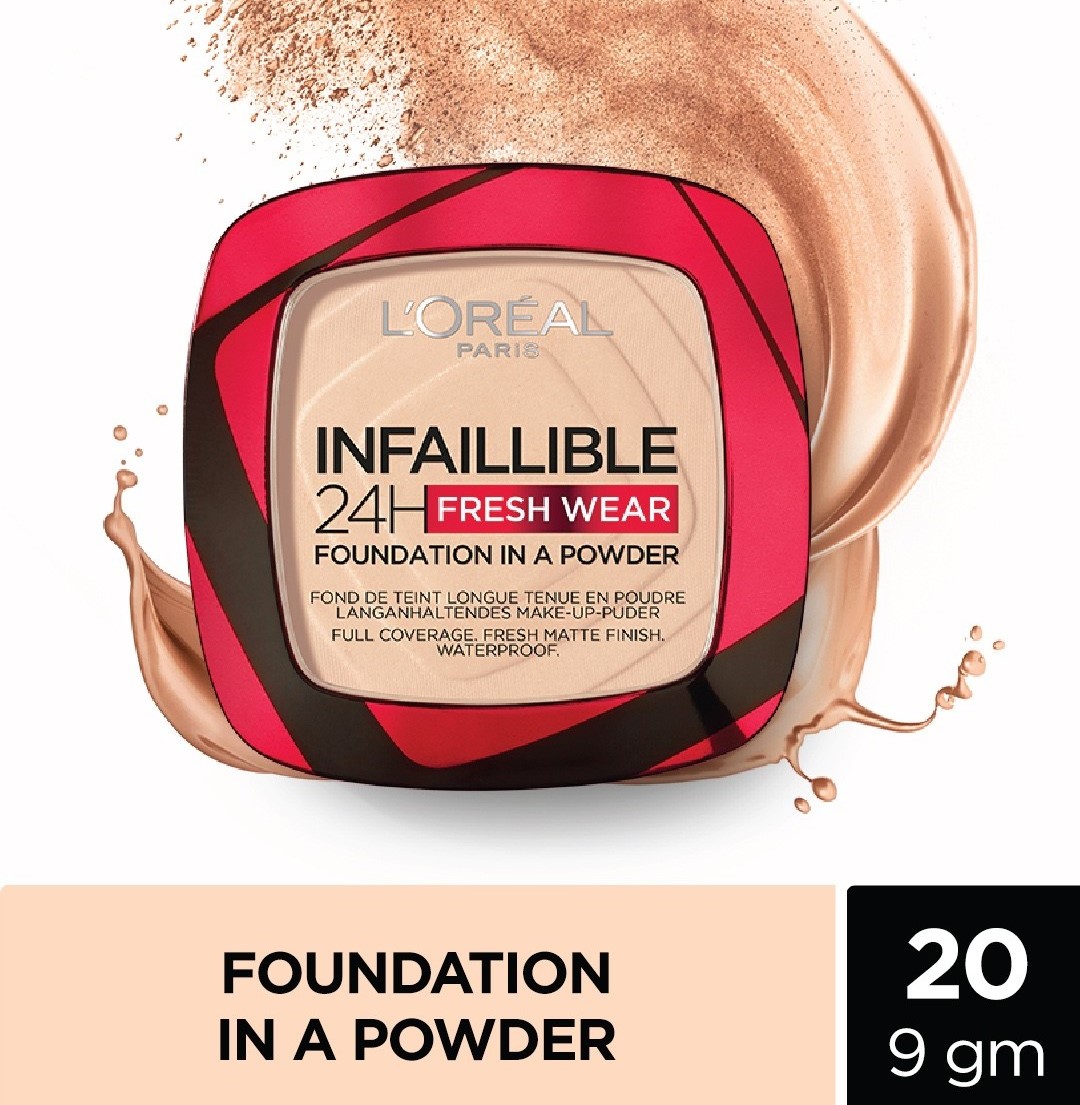 L'ORÉAL
PARIS
INFAILLIBLE
24H FRESH WEAR
FOUNDATION IN A POWDER
FOND DE TEINT LONGUE TENUE EN POUDRE
LANGANHALTENDES MAKE-UP-PUDER
FULL COVERAGE. FRESH MATTE FINISH.
WATERPROOF.
FOUNDATION
IN A POWDER
20
9 gm